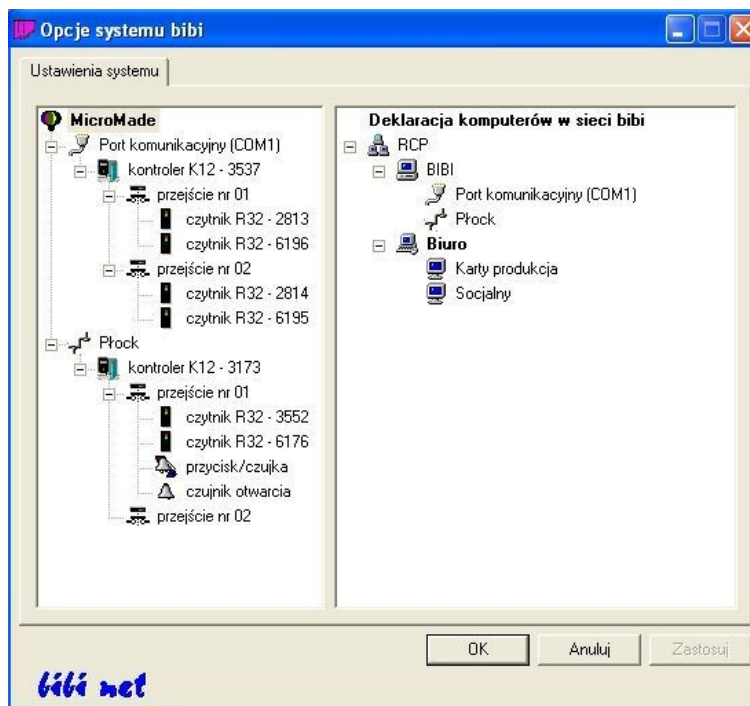 Opcje systemu bibi
Ustawienia systemu
MicroMade
Port komunikacyjny (COM1)
kontroler K12 - 3537
przejście nr 01
czytnik R32 - 2813
czytnik R32 - 6196
przejście nr 02
czytnik R32 - 2814
czytnik R32 - 6195
Płock
kontroler K12 - 3173
przejście nr 01
czytnik R32 - 3552
czytnik R32 - 6176
przycisk/czujka
czujnik otwarcia
przejście nr 02
Deklaracja komputerów w sieci bibi
RCP
BIBI
Port komunikacyjny (COM1)
Płock
Biuro
Karty produkcja
Socjalny
OK
Anuluj
Zastosuj
bibi net